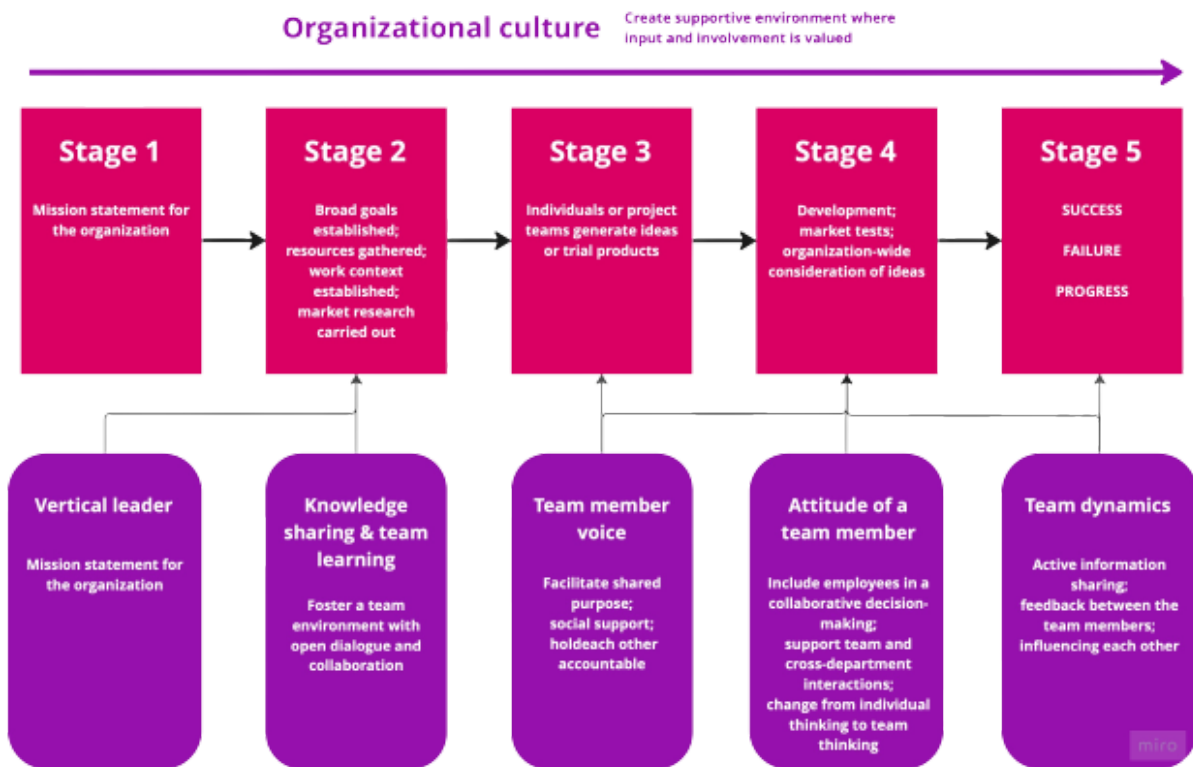 Organizational culture
Create supportive environment where
input and involvement is valued
Stage 1
Mission statement for
the organization
Stage 2
Broad goals
established;
resources gathered;
work context
established;
market research
carried out
Stage 3
Individuals or project
teams generate ideas
or trial products
Stage 4
Development;
market tests;
organization-wide
consideration of ideas
Stage 5
SUCCESS
FAILURE
PROGRESS
Vertical leader
Mission statement for
the organization
Knowledge
sharing & team
learning
Foster a team
environment with
open dialogue and
collaboration
Team member
voice
Facilitate shared
purpose;
social support;
holdeach other
accountable
Attitude of a
team member
Include employees in a
collaborative decision-
making;
support team and
cross-department
interactions;
change from individual
thinking to team
thinking
Team dynamics
Active information
sharing;
feedback between the
team members;
influencing each other
miro